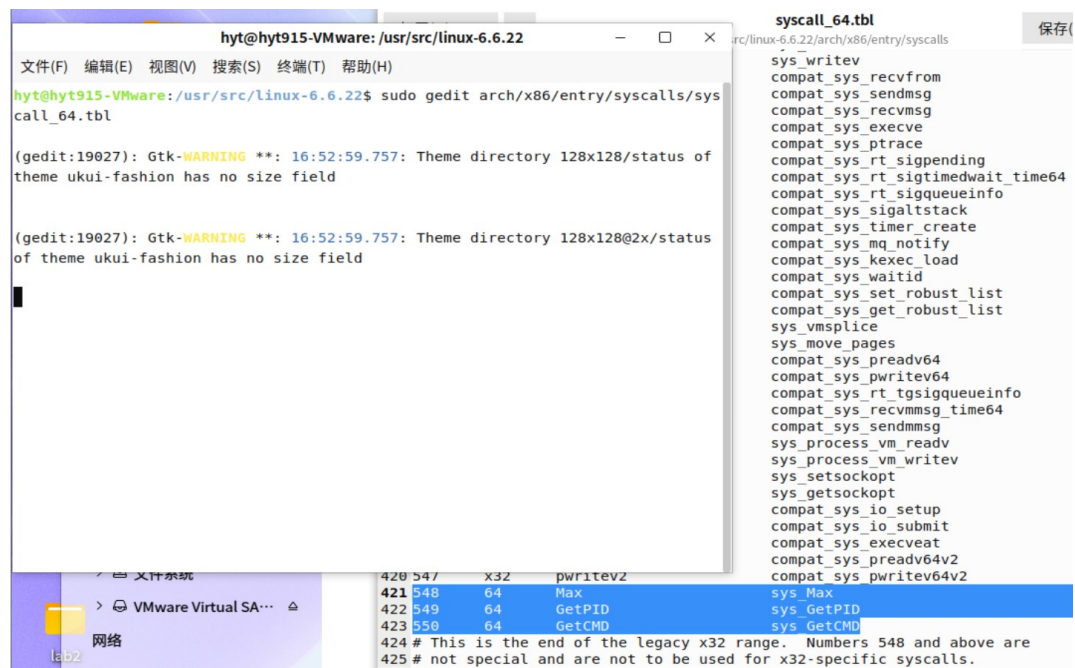 hyt@hyt915-VMware: /usr/src/linux-6.6.22
文件(F) 编辑(E) 视图(V) 搜索(S) 终端(T) 帮助(H)
hyt@hyt915-VMware:/usr/src/linux-6.6.22$ sudo gedit arch/x86/entry/syscalls/sys
call_64.tbl
(gedit:19027): Gtk-WARNING **: 16:52:59.757: Theme directory 128x128/status of
theme ukui-fashion has no size field
(gedit:19027): Gtk-WARNING **: 16:52:59.757: Theme directory 128x128@2x/status
of theme ukui-fashion has no size field
syscall_64.tbl
rc/linux-6.6.22/arch/x86/entry/syscalls
保存(
sys_writev
compat_sys_recvfrom
compat_sys_sendmsg
compat_sys_recvmsg
compat_sys_execve
compat_sys_ptrace
compat_sys_rt_sigpending
compat_sys_rt_sigtimedwait_time64
compat_sys_rt_sigqueueinfo
compat_sys_sigaltstack
compat_sys_timer_create
compat_sys_mq_notify
compat_sys_kexec_load
compat_sys_waitid
compat_sys_set_robust_list
compat_sys_get_robust_list
sys_vmsplice
sys_move_pages
compat_sys_preadv64
compat_sys_pwritev64
compat_sys_rt_tgsigqueueinfo
compat_sys_recvmmsg_time64
compat_sys_sendmmsg
sys_process_vm_readv
sys_process_vm_writev
sys_setsockopt
sys_getsockopt
compat_sys_io_setup
compat_sys_io_submit
compat_sys_execveat
compat_sys_preadv64v2
420 547 x32 pwritev2 compat_sys_pwritev64v2
421 548 64 Max sys_Max
422 549 64 GetPID sys_GetPID
423 550 64 GetCMD sys_GetCMD
424 # This is the end of the legacy x32 range. Numbers 548 and above are
425 # not special and are not to be used for x32-specific syscalls.
文件系统
VMware Virtual SA···
网络
lab2